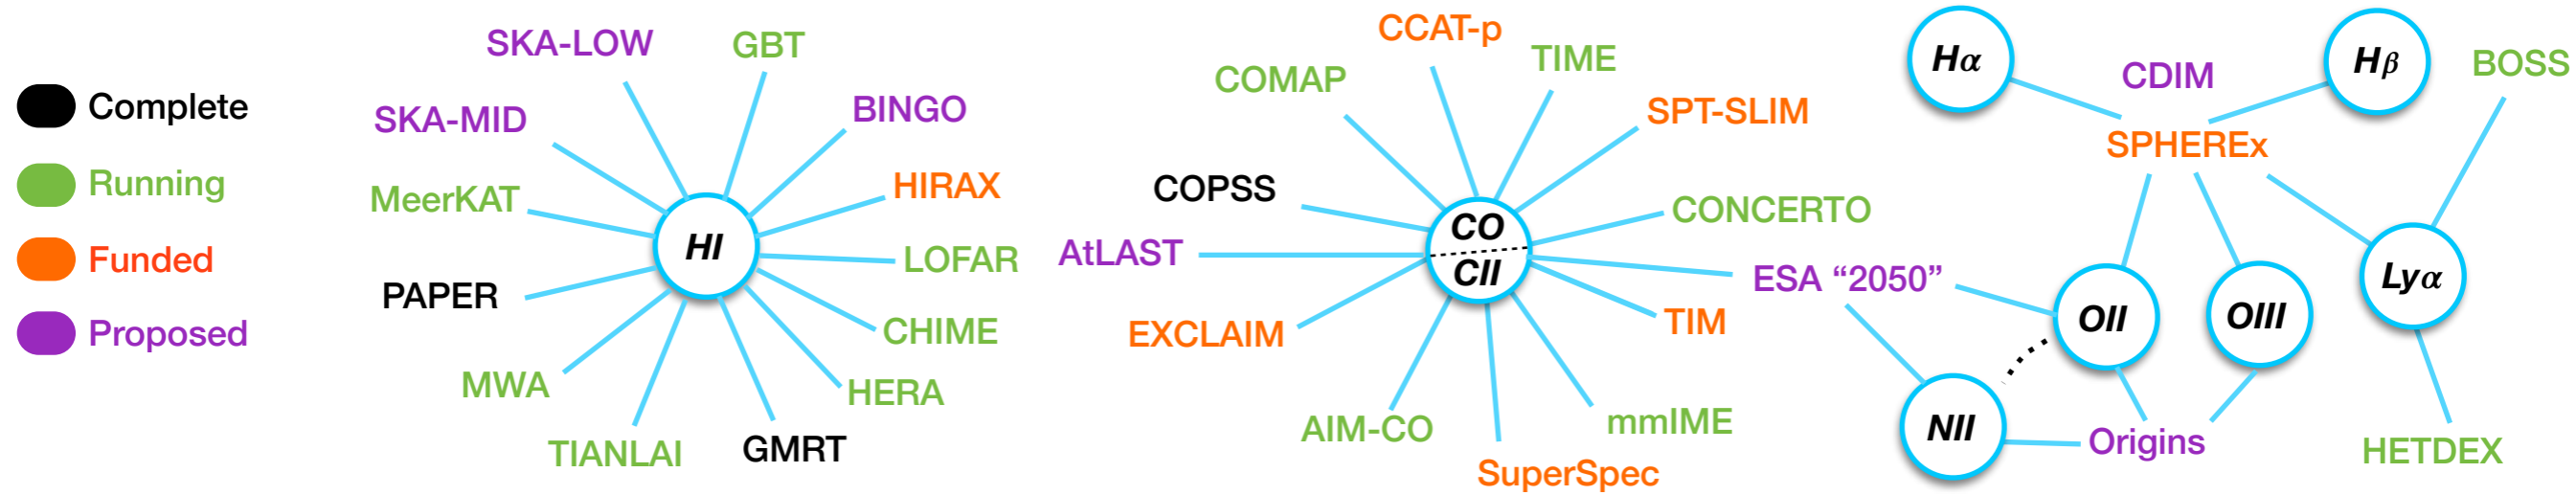 Complete
Running
Funded
Proposed
SKA-LOW
GBT
SKA-MID
BINGO
MeerKAT
HIRAX
HI
LOFAR
PAPER
CHIME
MWA
HERA
TIANLAI
GMRT
CCAT-p
COMAP
TIME
SPT-SLIM
COPSS
CONCERTO
CO
AtLAST
CII
ESA “2050”
EXCLAIM
TIM
AIM-CO
mmIME
SuperSpec
Hα
CDIM
Hβ
BOSS
SPHEREx
OII
OIII
Lyα
NII
Origins
HETDEX